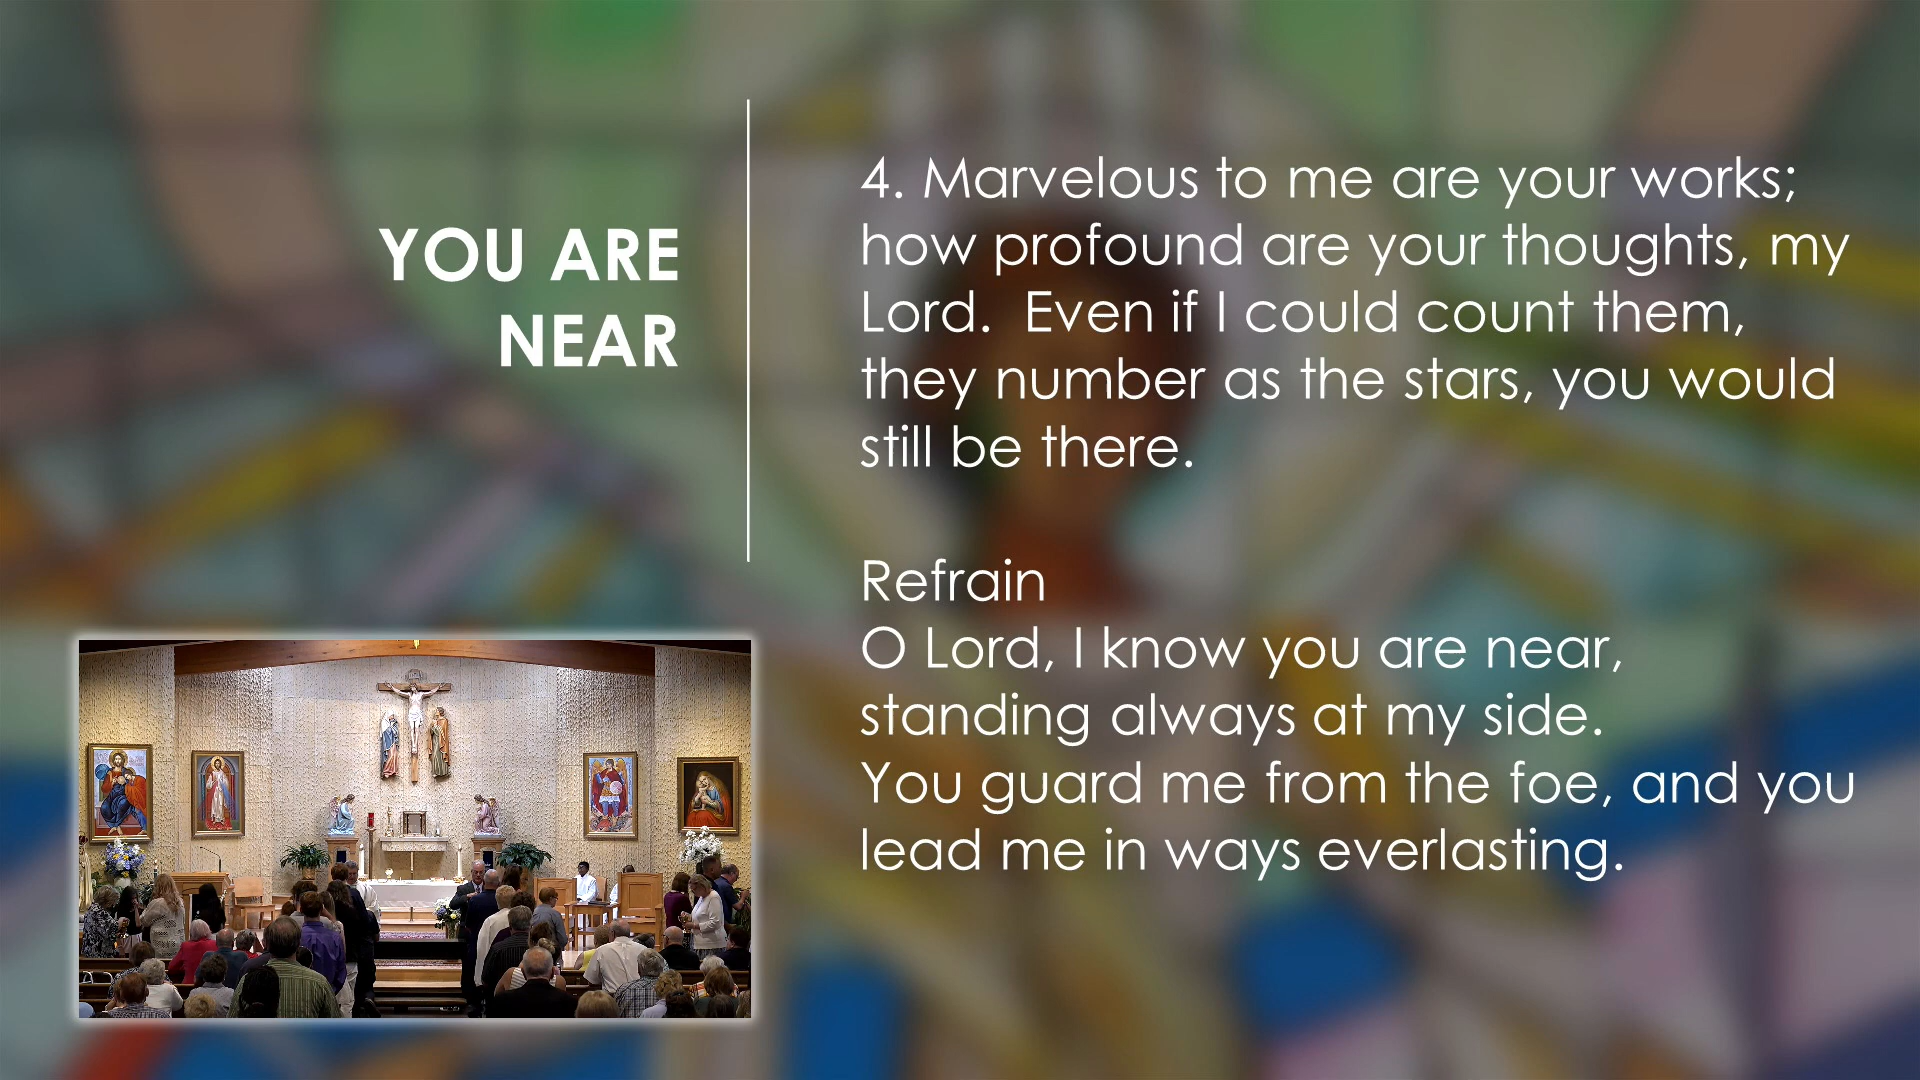 YOU ARE
NEAR
4. Marvelous to me are your works;
how profound are your thoughts, my
Lord.  Even if I could count them,
they number as the stars, you would
still be there.
Refrain
O Lord, I know you are near,
standing always at my side.
You guard me from the foe, and you
lead me in ways everlasting.